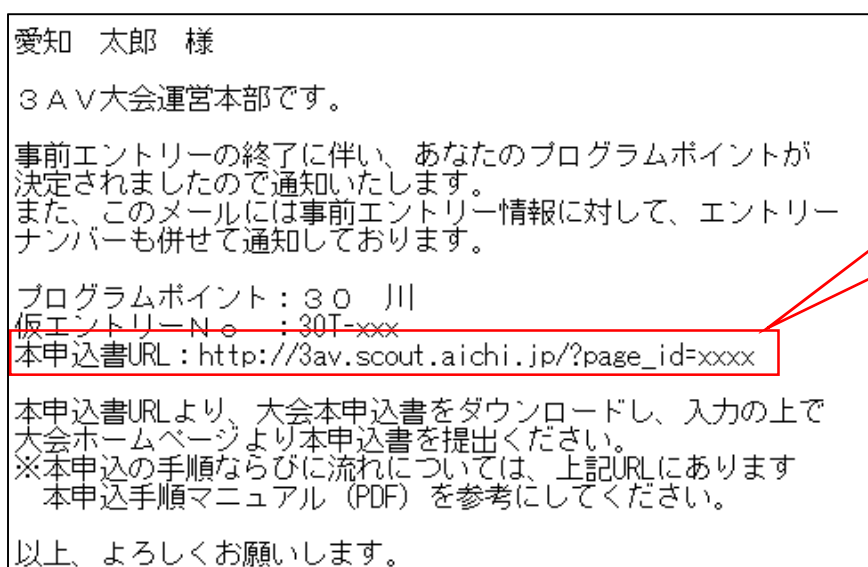 愛知　太郎　様
３ＡＶ大会運営本部です。
事前エントリーの終了に伴い、あなたのプログラムポイントが
決定されましたので通知いたします。
また、このメールには事前エントリー情報に対して、エントリー
ナンバーも併せて通知しております。
プログラムポイント：３０　川
仮エントリーＮｏ　：30T-xxx
本申込書URL：http://3av.scout.aichi.jp/?page_id=xxxx
本申込書URLより、大会本申込書をダウンロードし、入力の上で
大会ホームページより本申込書を提出ください。
※本申込の手順ならびに流れについては、上記URLにあります
　本申込手順マニュアル（PDF）を参考にしてください。
以上、よろしくお願いします。